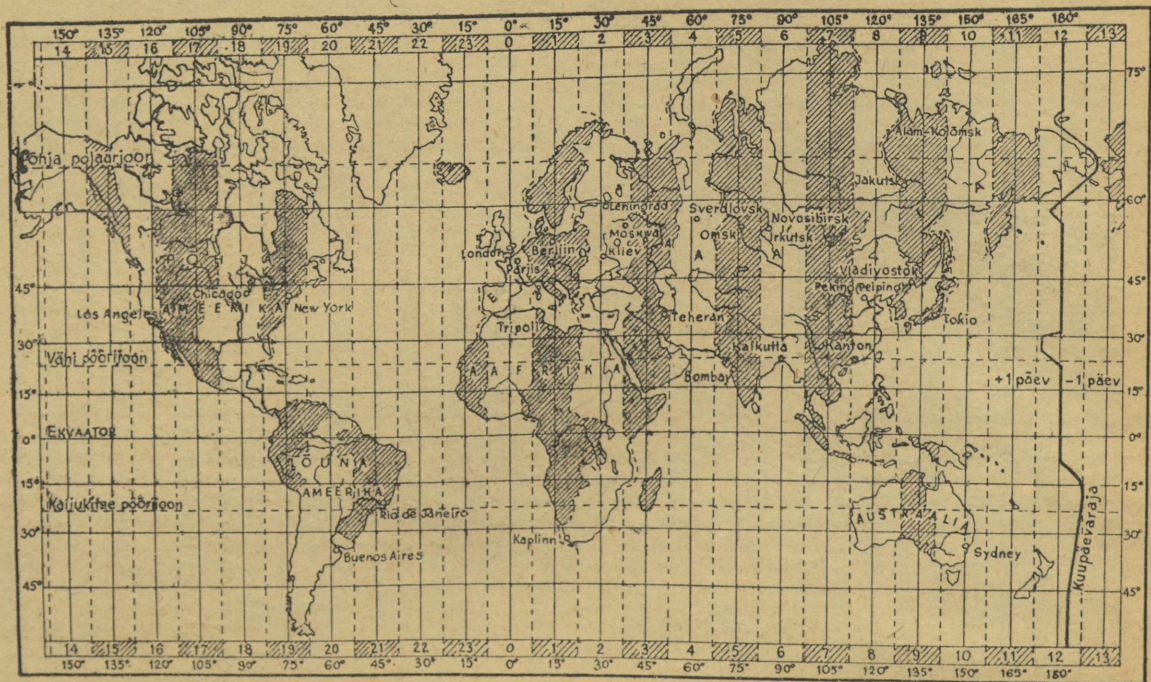 150° 135° 120° 105° 90° 75° 60° 45° 30° 15° 0° 15° 30° 45° 60° 75° 90° 105° 120° 135° 150° 165° 180°
14 15 16 17 18 19 20 21 22 23 0 2 3 4 5 6 7 8 9 10 11 12 13
75°
Alam-Kolõmsk
Põhja polaarjoon
Jakutsk
60°
Leningrad Sverdlovsk Novosibirsk
Moskva Omsk Irkutsk
London Berliin Kiiev A A A
Pariis Vladivostok
PÕHJA
45° Chicago E Peking (Peiping) 45°
Los Angeles AMEERIKA New York
Tripoli Teheran Tokio
30° Kalkutta Kanton 30°
Vähi pöörijoon
AAFRIKA Bombay +1 päev -1 päev
15° 15°
EKVAATOR
0° 0°
LÕUNA
15° AMEERIKA 15°
Kaljukitse pöörijoon Rio de Janeiro AUSTRAALIA
30° Kaplinn 30°
Buenos Aires Sydney
Kuupäevaraja
45° 45°
14 15 16 17 18 19 20 21 22 23 0 2 3 4 5 6 7 8 9 10 11 12 13
150° 135° 120° 105° 90° 75° 60° 45° 30° 15° 0° 15° 30° 45° 60° 75° 90° 105° 120° 135° 150° 165° 180°